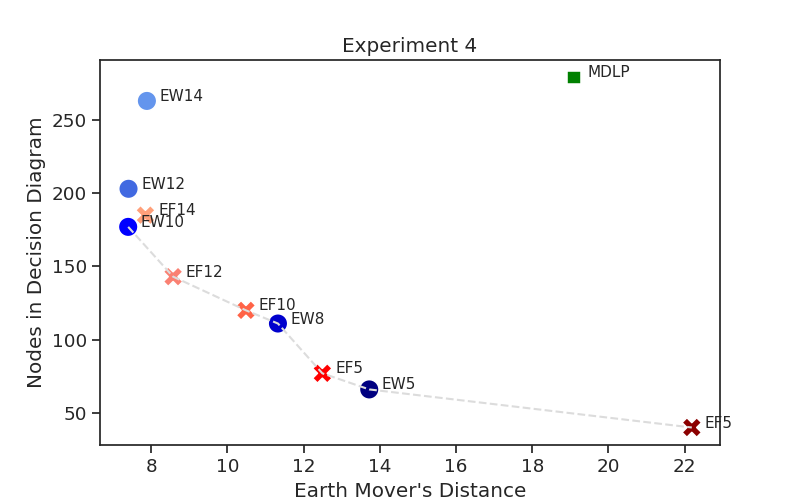 Experiment 4
Nodes in Decision Diagram
250
200
150
100
50
MDLP
EW14
EW12
EF14
EW10
EF12
EF10
EW8
EF5
EW5
EF5
8 10 12 14 16 18 20 22
Earth Mover's Distance